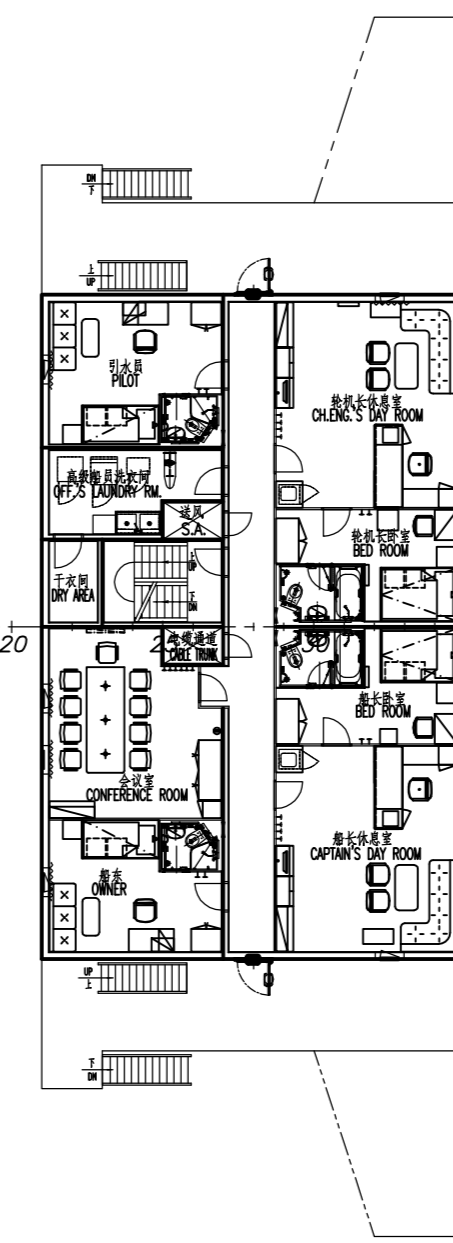 DN
下
上
UP
引水员
PILOT
轮机长休息室
CH.ENG.'S DAY ROOM
高级船员洗衣间
OFF.'S LAUNDRY RM.
送风
S.A.
轮机长卧室
BED ROOM
干衣间
DRY AREA
上
UP
下
DN
20
25
30
电缆通道
CABLE TRUNK
船长卧室
BED ROOM
会议室
CONFERENCE ROOM
船长休息室
CAPTAIN'S DAY ROOM
船东
OWNER
UP
上
下
DN